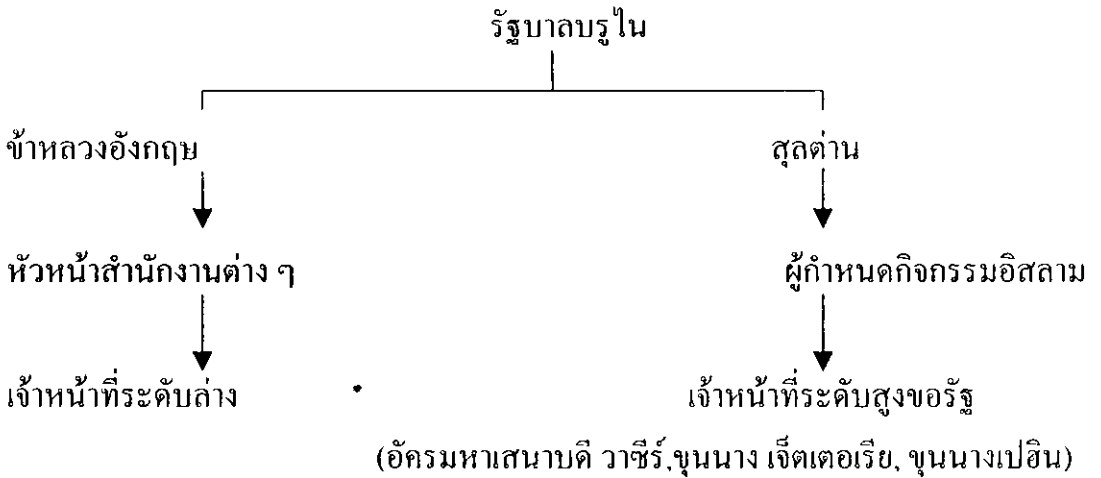 รัฐบาลบรูไน
ข้าหลวงอังกฤษ สุลต่าน
หัวหน้าสำนักงานต่าง ๆ ผู้กำหนดกิจกรรมอิสลาม
เจ้าหน้าที่ระดับล่าง เจ้าหน้าที่ระดับสูงขอรัฐ
(อัครมหาเสนาบดี วาซีร์,ขุนนาง เจ็ตเตอเรีย, ขุนนางเปฮิน)